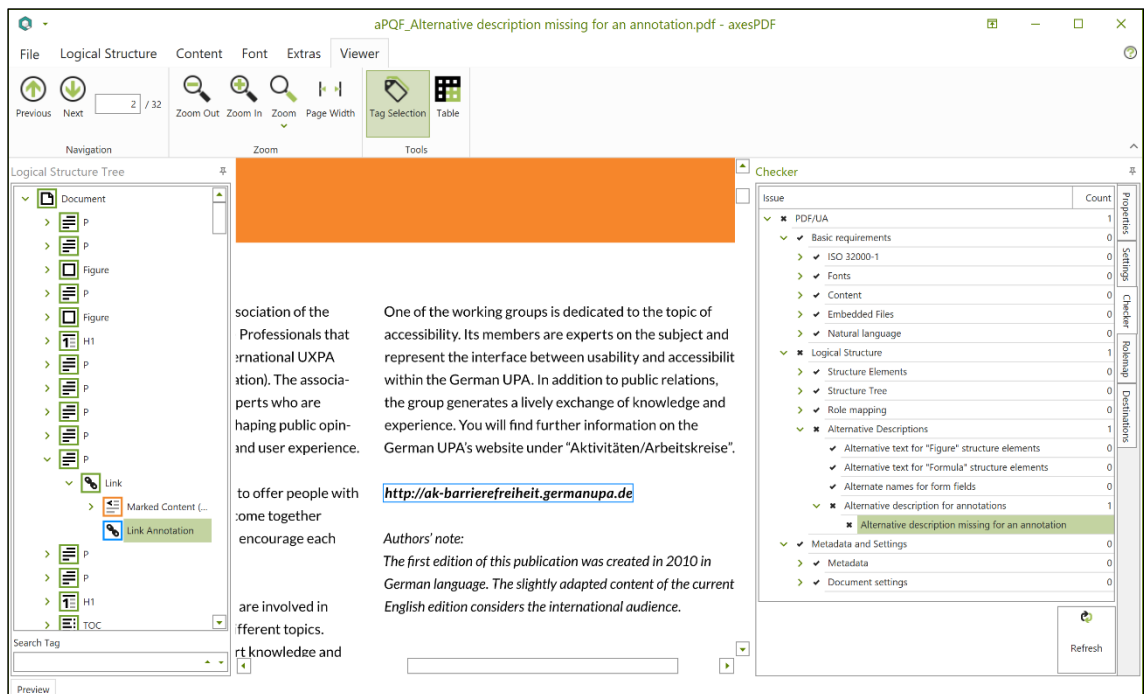 aPQF_Alternative description missing for an annotation.pdf - axesPDF
File Logical Structure Content Font Extras Viewer
Previous Next 2 / 32 Zoom Out Zoom In Zoom Page Width Tag Selection Table
Navigation Zoom Tools
Logical Structure Tree
Document
P
P
Figure
P
Figure
H1
P
P
P
P
P
Link
Marked Content (...
Link Annotation
P
P
H1
TOC
Search Tag
Preview
sociation of the
Professionals that
ernational UXPA
ation). The associa-
perts who are
haping public opin-
and user experience.
to offer people with
come together
encourage each
are involved in
fferent topics.
rt knowledge and
One of the working groups is dedicated to the topic of
accessibility. Its members are experts on the subject and
represent the interface between usability and accessibilit
within the German UPA. In addition to public relations,
the group generates a lively exchange of knowledge and
experience. You will find further information on the
German UPA's website under “Aktivitäten/Arbeitskreise”.
http://ak-barrierefreiheit.germanupa.de
Authors' note:
The first edition of this publication was created in 2010 in
German language. The slightly adapted content of the current
English edition considers the international audience.
Checker
Issue Count
PDF/UA 1
Basic requirements 0
ISO 32000-1 0
Fonts 0
Content 0
Embedded Files 0
Natural language 0
Logical Structure 1
Structure Elements 0
Structure Tree 0
Role mapping 0
Alternative Descriptions 1
Alternative text for "Figure" structure elements
Alternative text for "Formula" structure elements
Alternate names for form fields
Alternative description for annotations 1
Alternative description missing for an annotation
Metadata and Settings 0
Metadata 0
Document settings 0
Refresh
Properties
Settings
Checker
Rolemap
Destinations